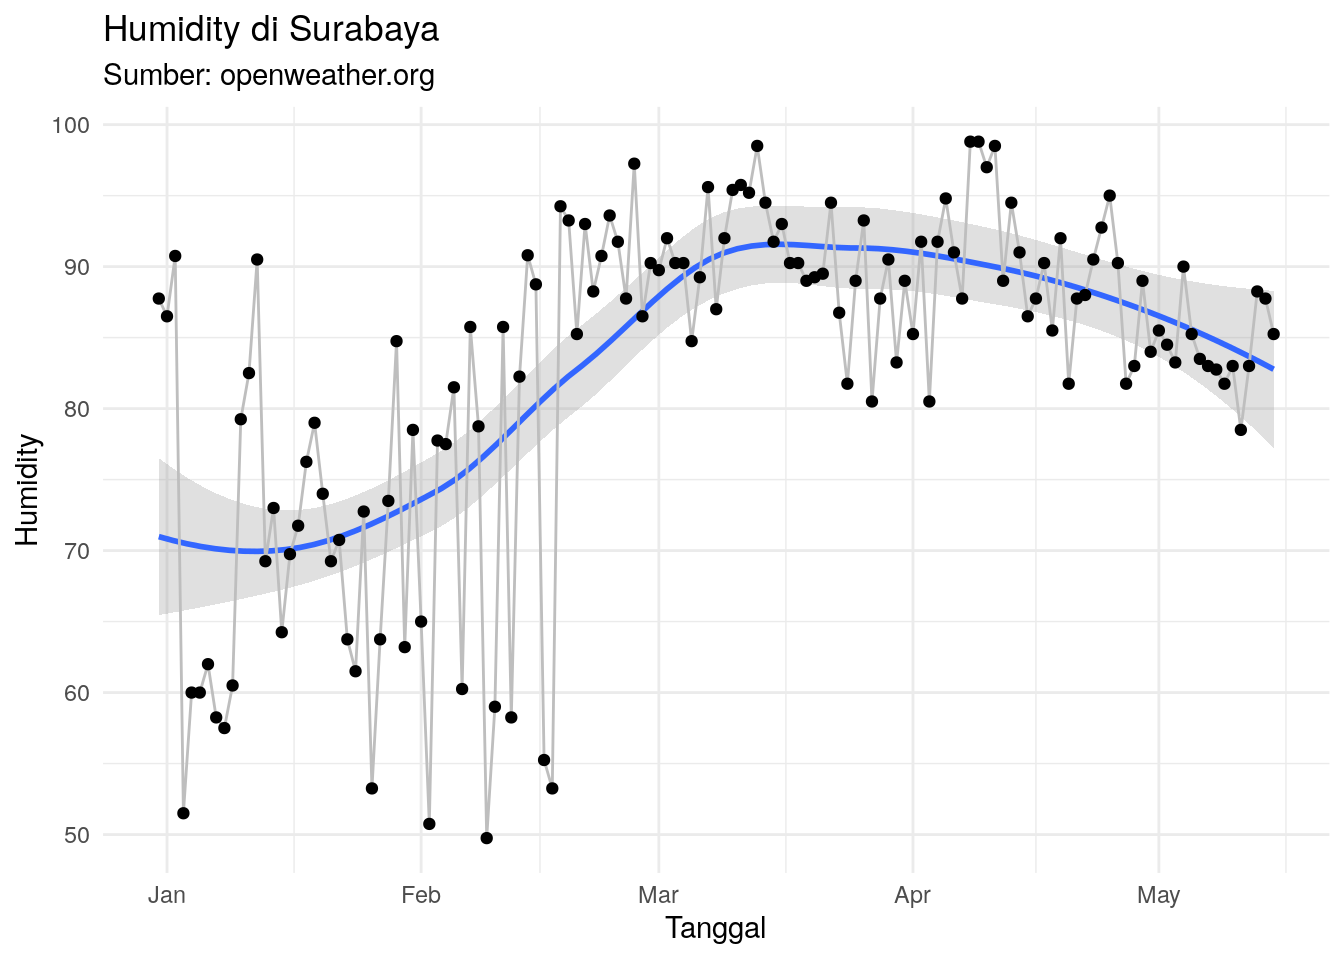 Humidity di Surabaya
Sumber: openweather.org
100
90
80
70
60
50
Humidity
Jan Feb Mar Apr May
Tanggal